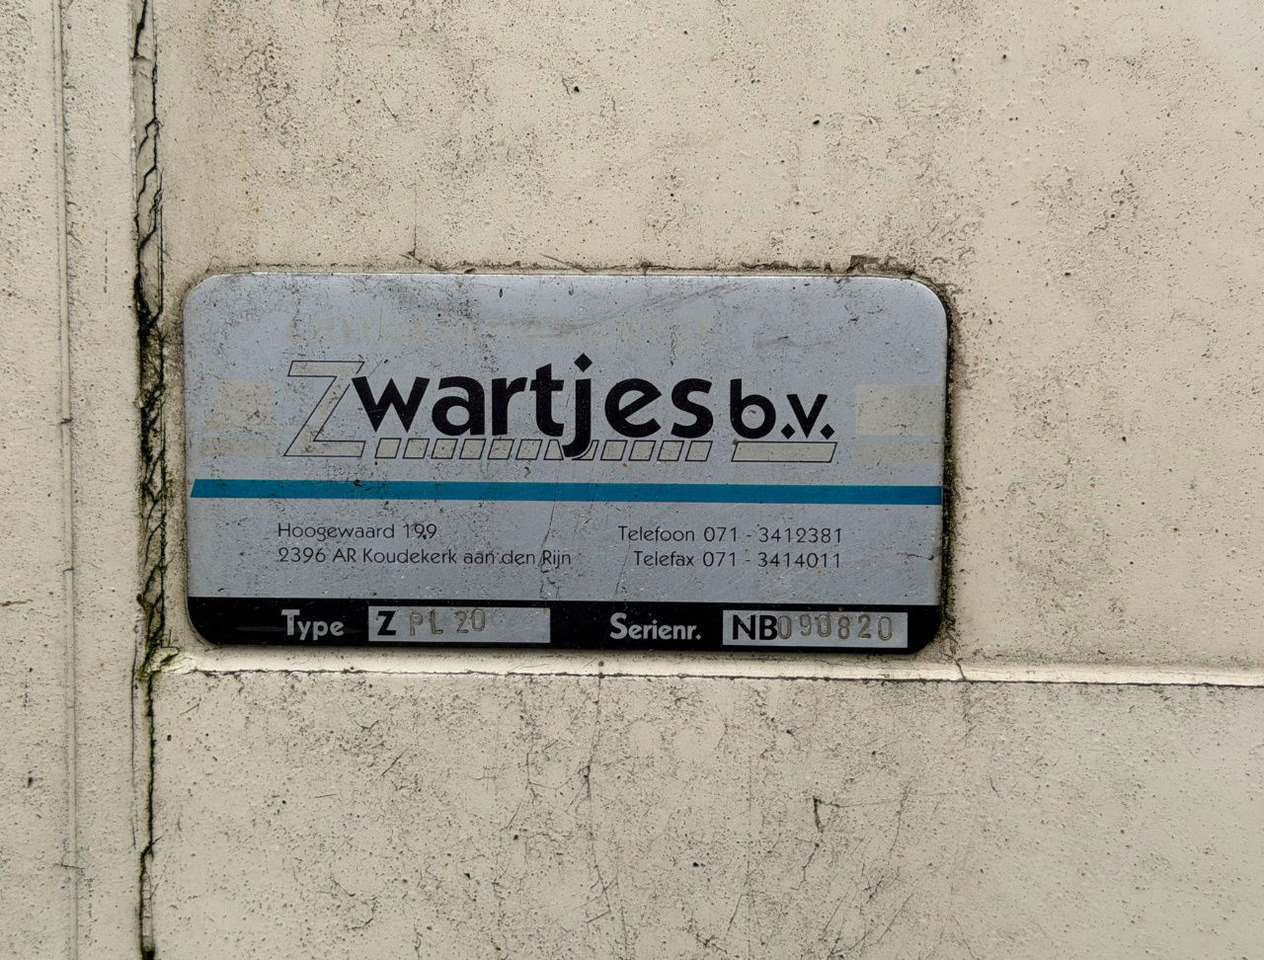 Zwartjes b.v.
Hoogewaard 199
2396 AR Koudekerk aan den Rijn
Telefoon 071 - 3412381
Telefax 071 - 3414011
Type Z PL 20 Serienr. NB090820